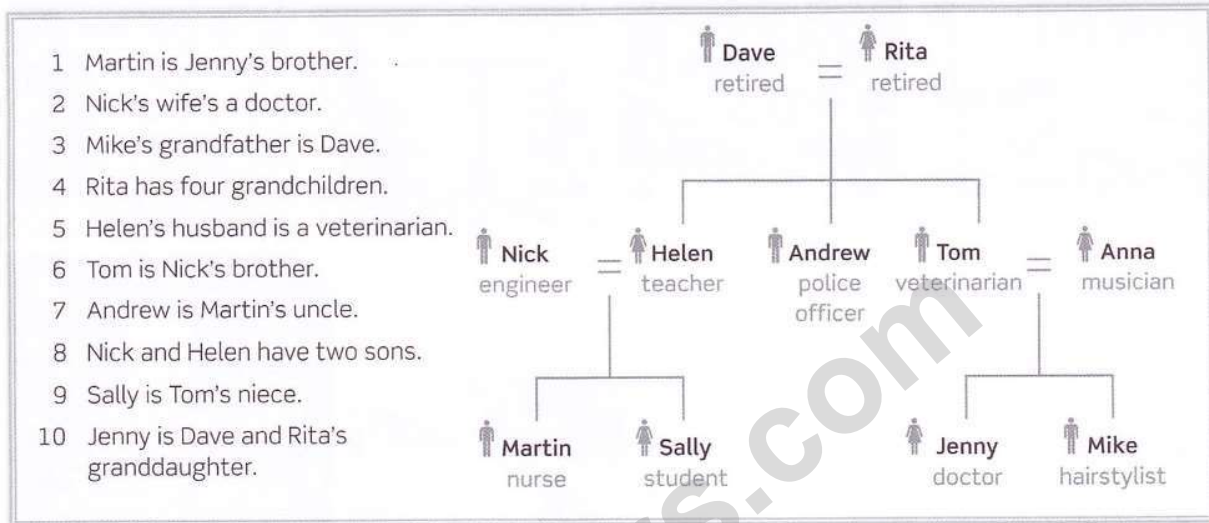 1 Martin is Jenny's brother.
2 Nick's wife's a doctor.
3 Mike's grandfather is Dave.
4 Rita has four grandchildren.
5 Helen's husband is a veterinarian.
6 Tom is Nick's brother.
7 Andrew is Martin's uncle.
8 Nick and Helen have two sons.
9 Sally is Tom's niece.
10 Jenny is Dave and Rita's
granddaughter.
Dave = Rita
retired retired
Nick = Helen Andrew Tom = Anna
engineer teacher police veterinarian musician
officer
Martin Sally Jenny Mike
nurse student doctor hairstylist
s.com